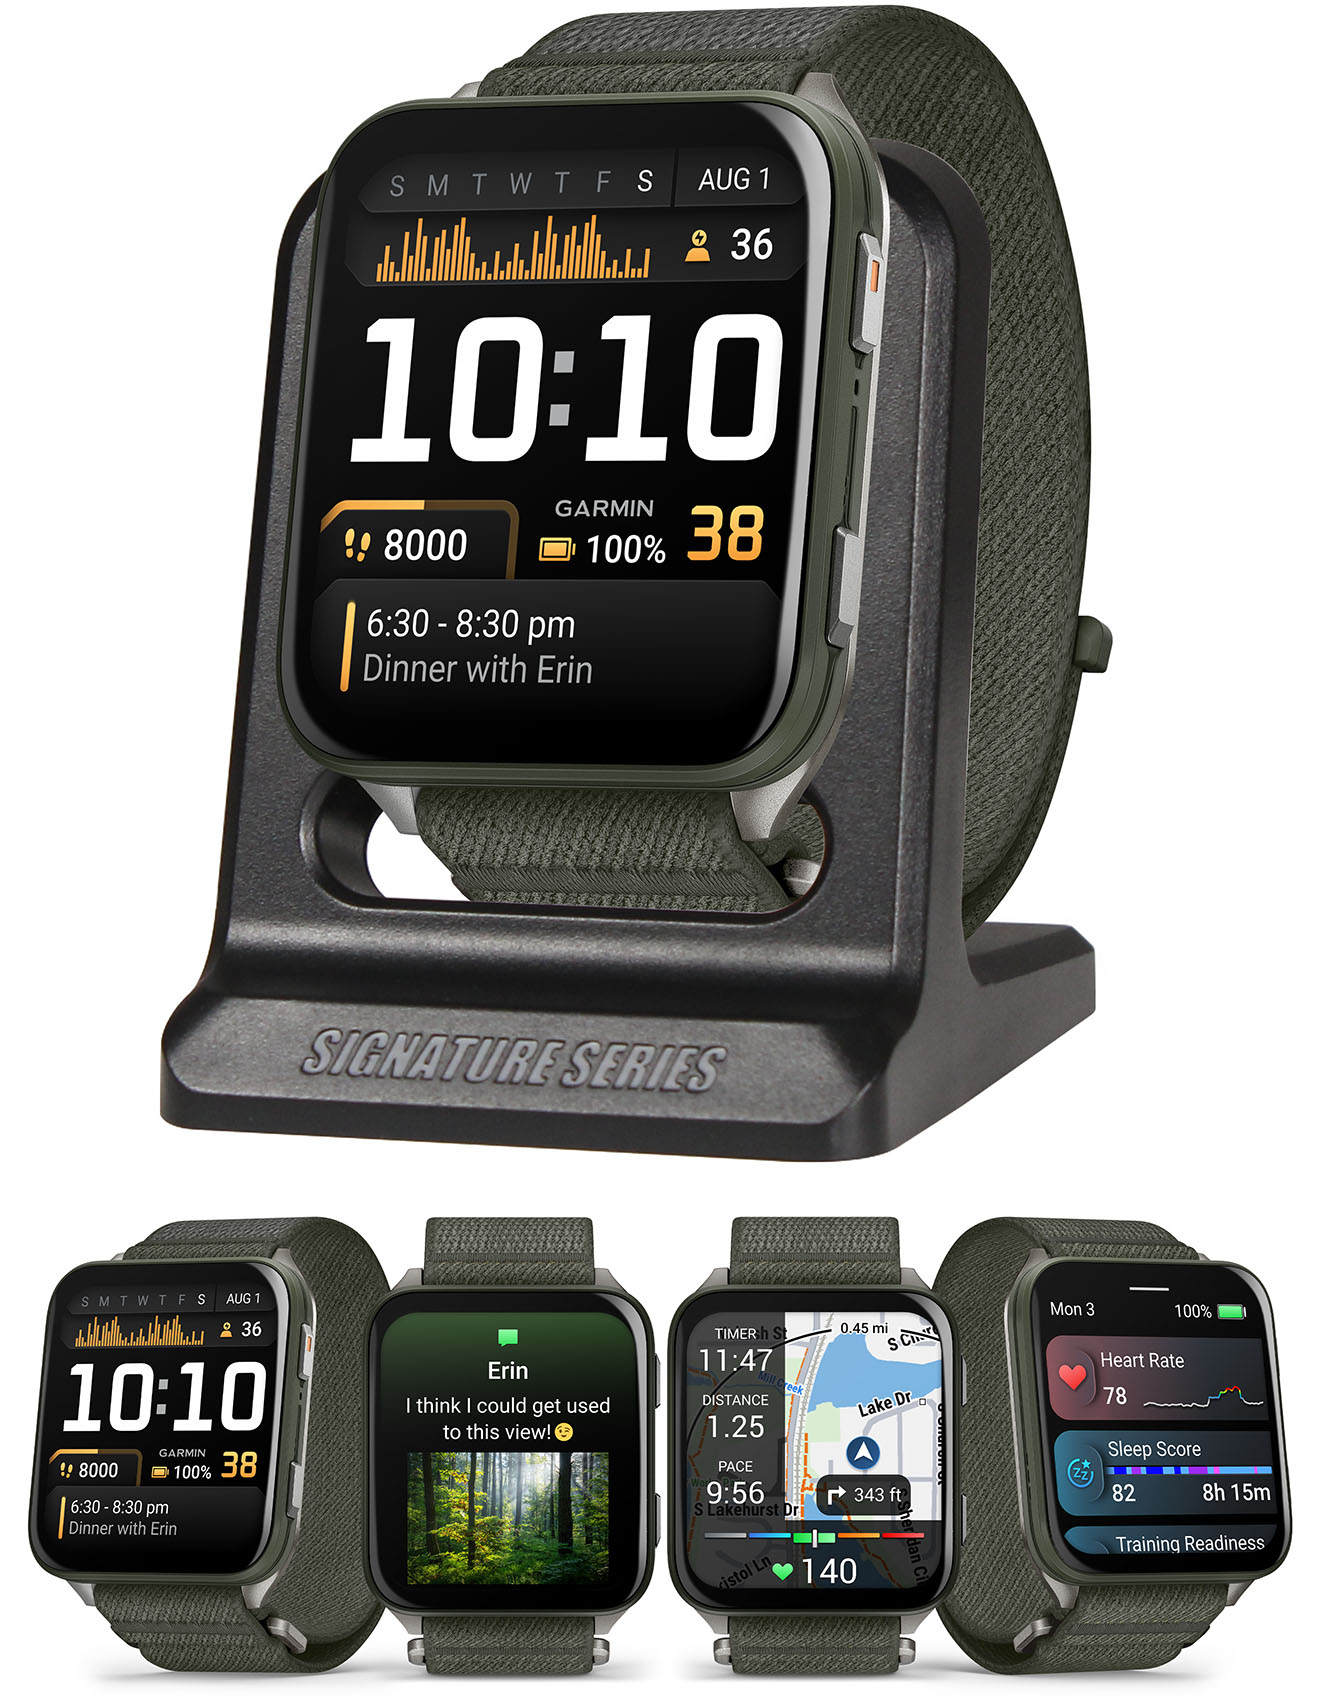 S M T W T F S AUG 1
36
10:10
GARMIN
8000 100% 38
6:30 - 8:30 pm
Dinner with Erin
SIGNATURE SERIES
S M T W T F S AUG 1
36
10:10
GARMIN
8000 100% 38
6:30 - 8:30 pm
Dinner with Erin
Erin
I think I could get used
to this view!😉
TIMER
11:47
DISTANCE
1.25
PACE
9:56
0.45 mi
Mill Creek
Lake Dr
343 ft
S Lakehurst Dr
140
Mon 3 100%
Heart Rate
78
Sleep Score
82 8h 15m
Training Readiness